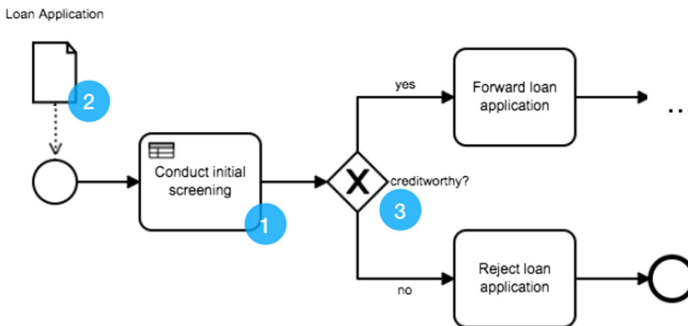 Loan Application
2
yes
Forward loan
application
...
Conduct initial
screening
1
X
creditworthy?
3
no
Reject loan
application